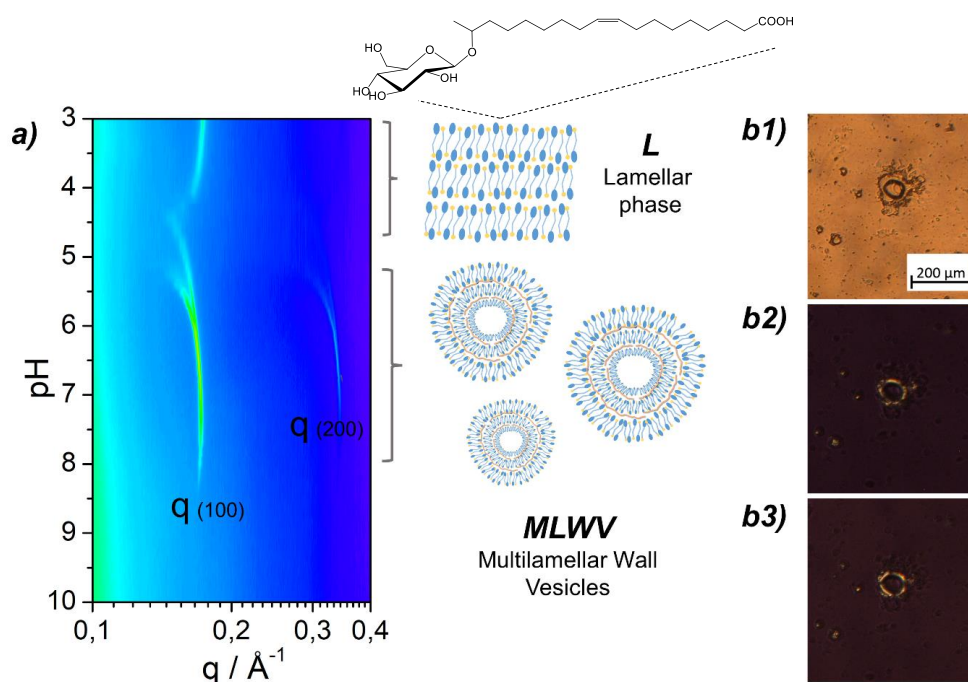 COOH
O
O
HO
HO
HO
HO
OH
a)
3
4
5
6
7
8
9
10
pH
q (100)
q (200)
0,1
0,2
0,3
0,4
q / Å-1
L
Lamellar
phase
MLWV
Multilamellar Wall
Vesicles
b1)
200 µm
b2)
b3)